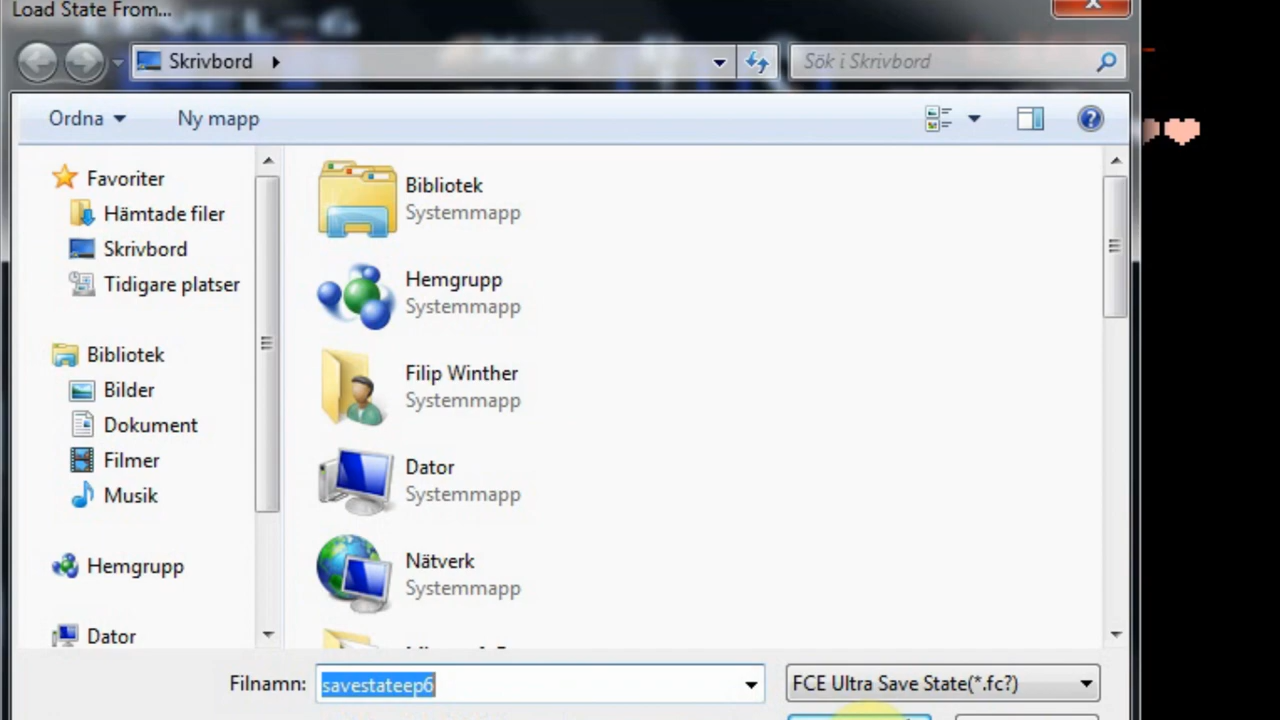 Load State From...
LEVEL-6
Skrivbord
Sök i Skrivbord
Ordna
Ny mapp
Favoriter
Hämtade filer
Skrivbord
Tidigare platser
Bibliotek
Bilder
Dokument
Filmer
Musik
Hemgrupp
Dator
Bibliotek
Systemmapp
Hemgrupp
Systemmapp
Filip Winther
Systemmapp
Dator
Systemmapp
Nätverk
Systemmapp
Filnamn:
savestateep6
FCE Ultra Save State(*.fc?)